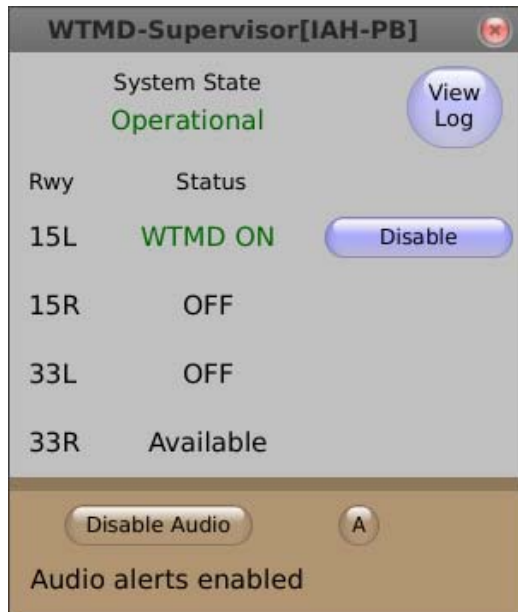 WTMD-Supervisor[IAH-PB]
System State
Operational
View
Log
Rwy Status
15L WTMD ON Disable
15R OFF
33L OFF
33R Available
Disable Audio A
Audio alerts enabled